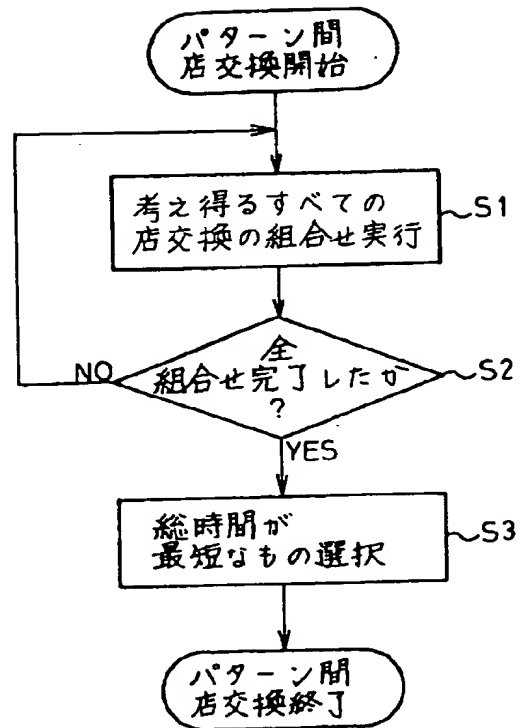 パターン間
店交換開始
考え得るすべての
店交換の組合せ実行
S1
全
組合せ完了したか
?
S2
NO
YES
総時間が
最短なもの選択
S3
パターン間
店交換終了